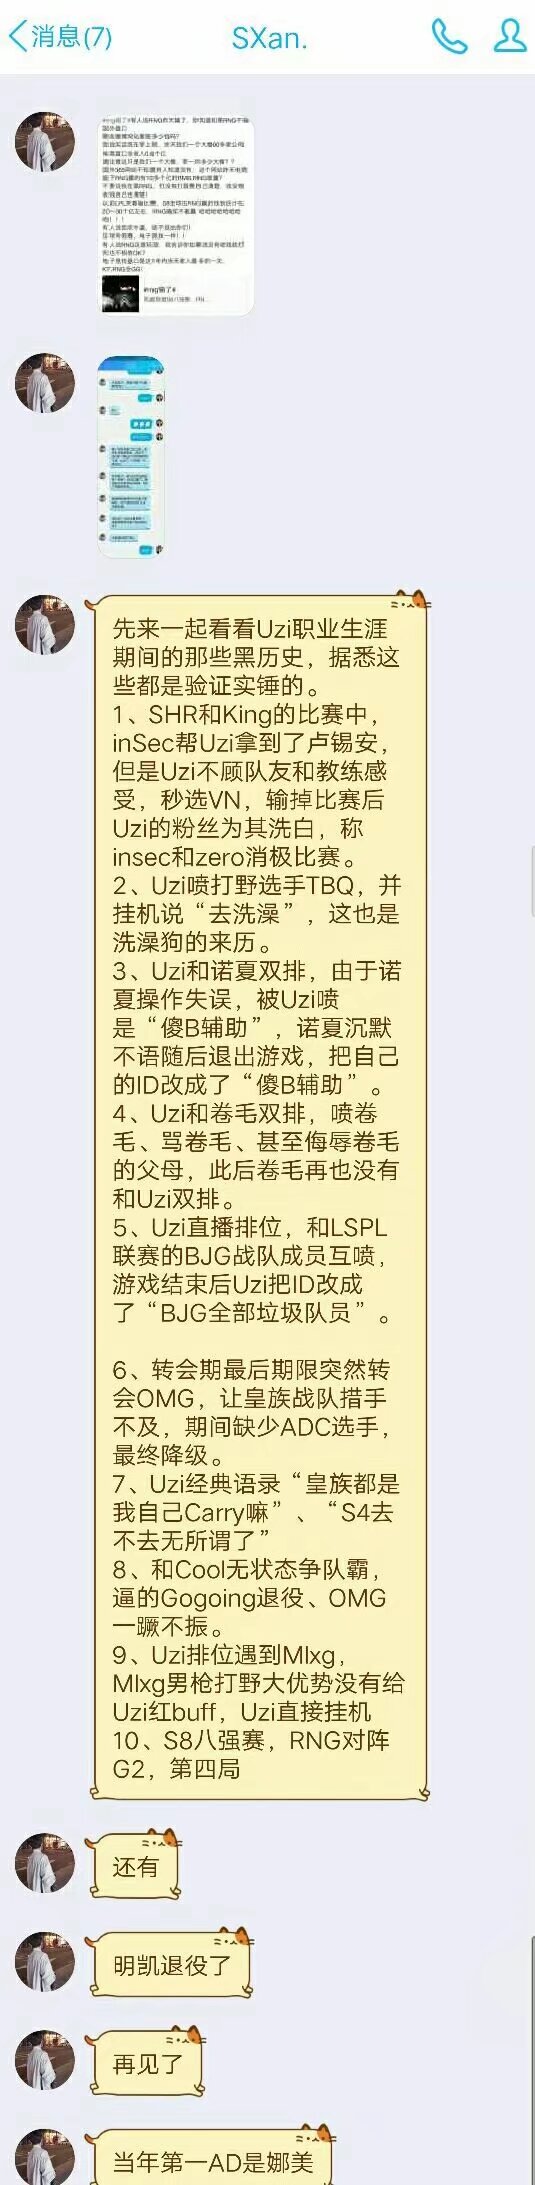 消息(7)
SXan.
先来一起看看Uzi职业生涯
期间的那些黑历史，据悉这
些都是验证实锤的。
1、SHR和King的比赛中，
inSec帮Uzi拿到了卢锡安，
但是Uzi不顾队友和教练感
受，秒选VN，输掉比赛后
Uzi的粉丝为其洗白，称
insec和zero消极比赛。
2、Uzi喷打野选手TBQ，并
挂机说“去洗澡”，这也是
洗澡狗的来历。
3、Uzi和诺夏双排，由于诺
夏操作失误，被Uzi喷
是“傻B辅助”，诺夏沉默
不语随后退出游戏，把自己
的ID改成了“傻B辅助”。
4、Uzi和卷毛双排，喷卷
毛、骂卷毛、甚至侮辱卷毛
的父母，此后卷毛再也没有
和Uzi双排。
5、Uzi直播排位，和LSPL
联赛的BJG战队成员互喷，
游戏结束后Uzi把ID改成
了“BJG全部垃圾队员”。
6、转会期最后期限突然转
会OMG，让皇族战队措手
不及，期间缺少ADC选手，
最终降级。
7、Uzi经典语录“皇族都是
我自己Carry嘛”、“S4去
不去无所谓了”
8、和Cool无状态争队霸，
逼的Gogoing退役、OMG
一蹶不振。
9、Uzi排位遇到Mlxg，
Mlxg男枪打野大优势没有给
Uzi红buff，Uzi直接挂机
10、S8八强赛，RNG对阵
G2，第四局
还有
明凯退役了
再见了
当年第一AD是娜美